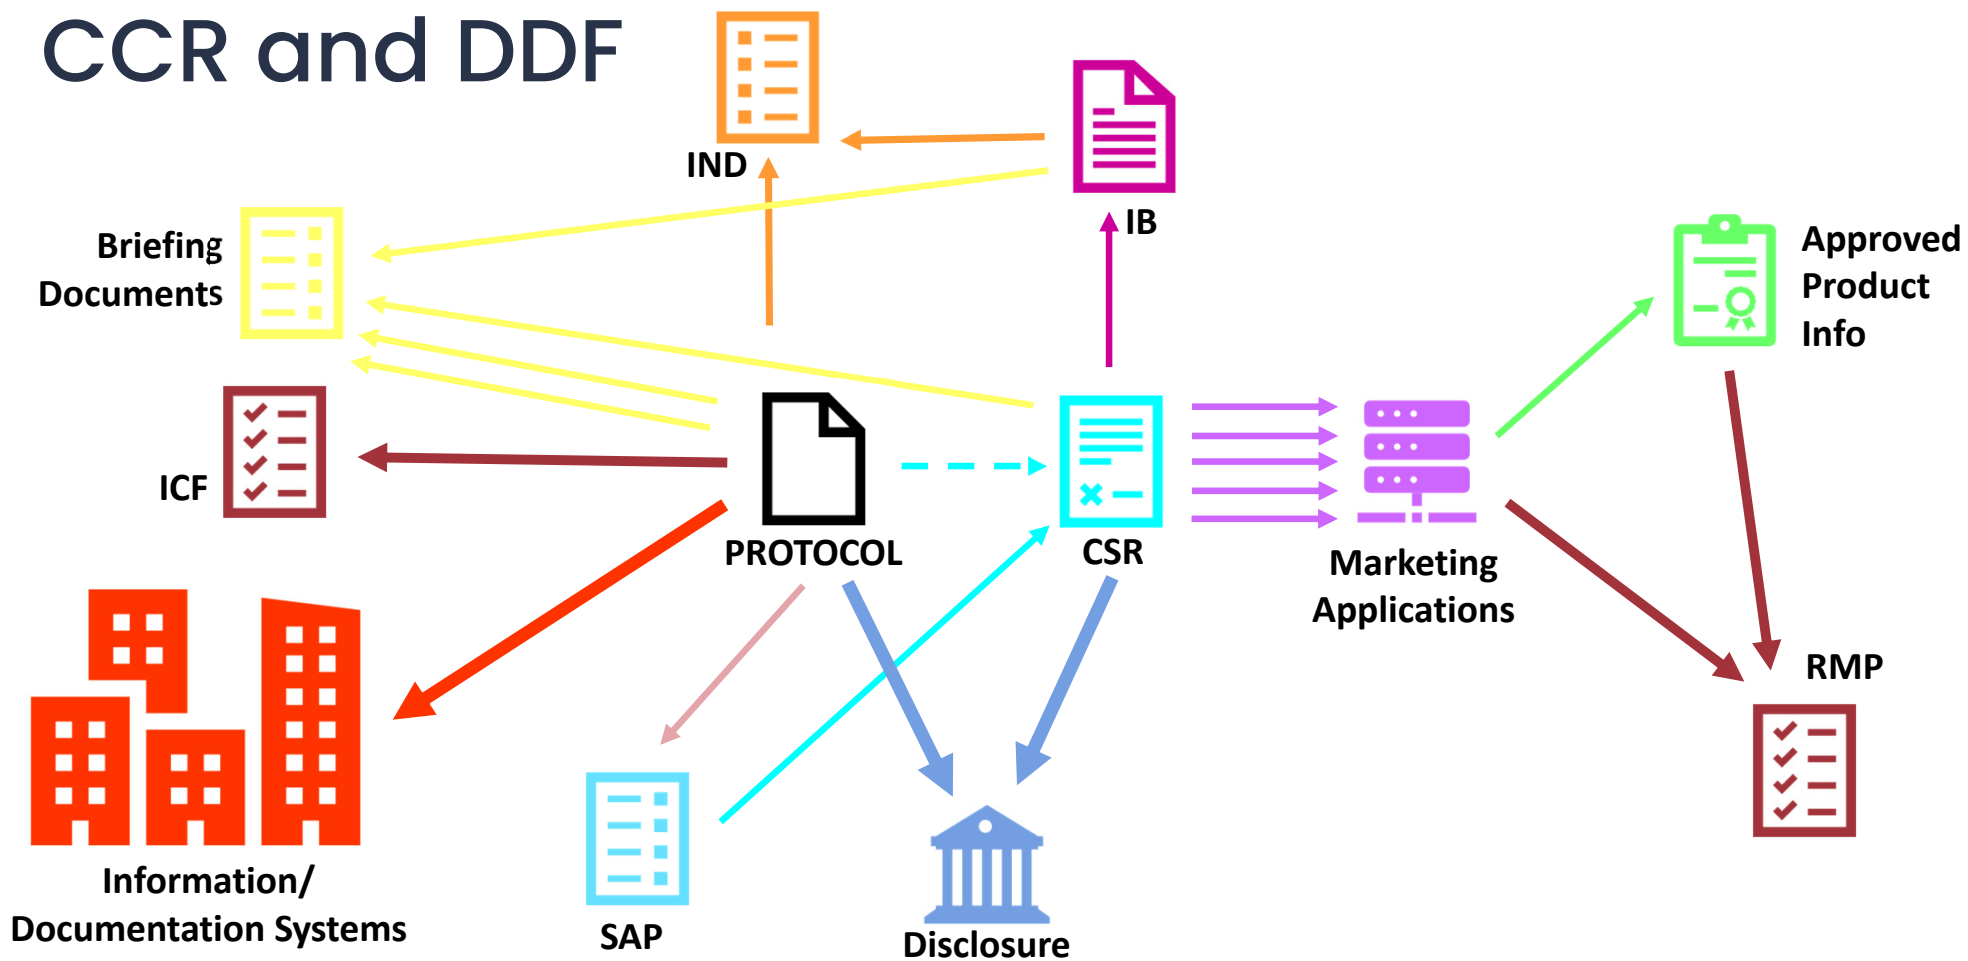 CCR and DDF
IND
IB
Briefing
Documents
Approved
Product
Info
ICF
PROTOCOL
CSR
Marketing
Applications
RMP
Information/
Documentation Systems
SAP
Disclosure